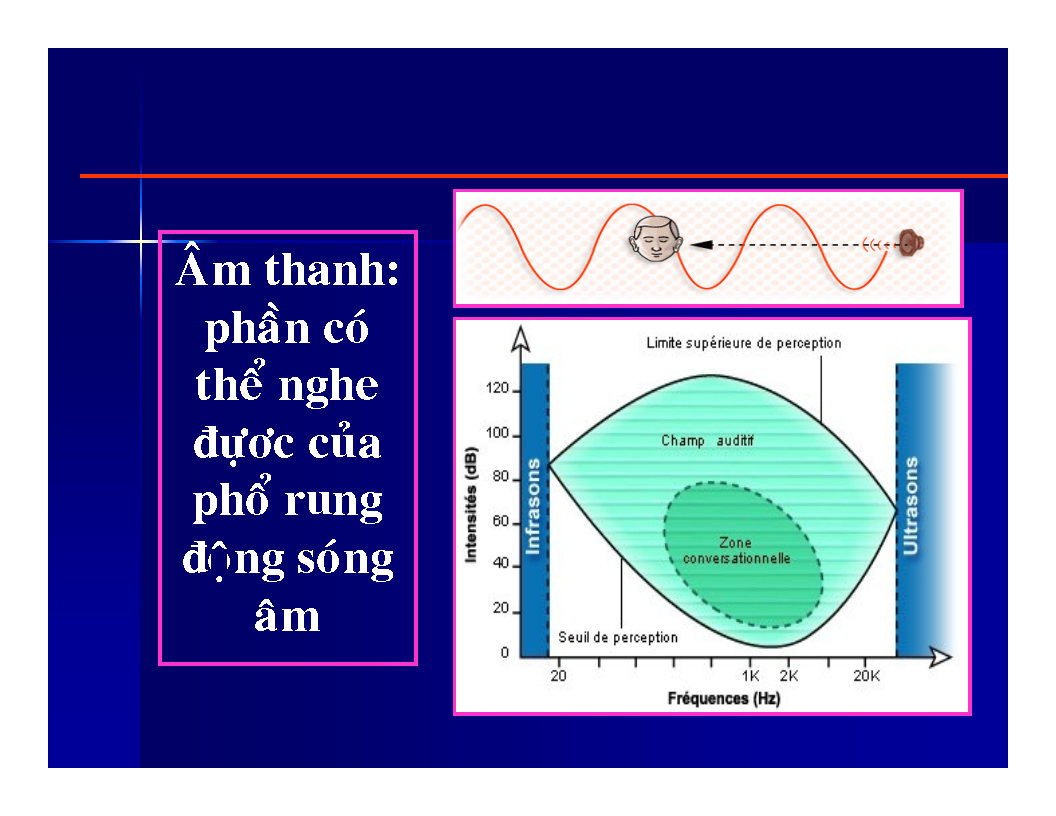 Âm thanh:
phần có
thể nghe
đựơc của
phổ rung
động sóng
âm
Limite supérieure de perception
120
100
80
60
40
20
0
Intensités (dB)
Infrasons
Champ auditif
Zone
conversationnelle
Seuil de perception
Ultrasons
20
1K
2K
20K
Fréquences (Hz)